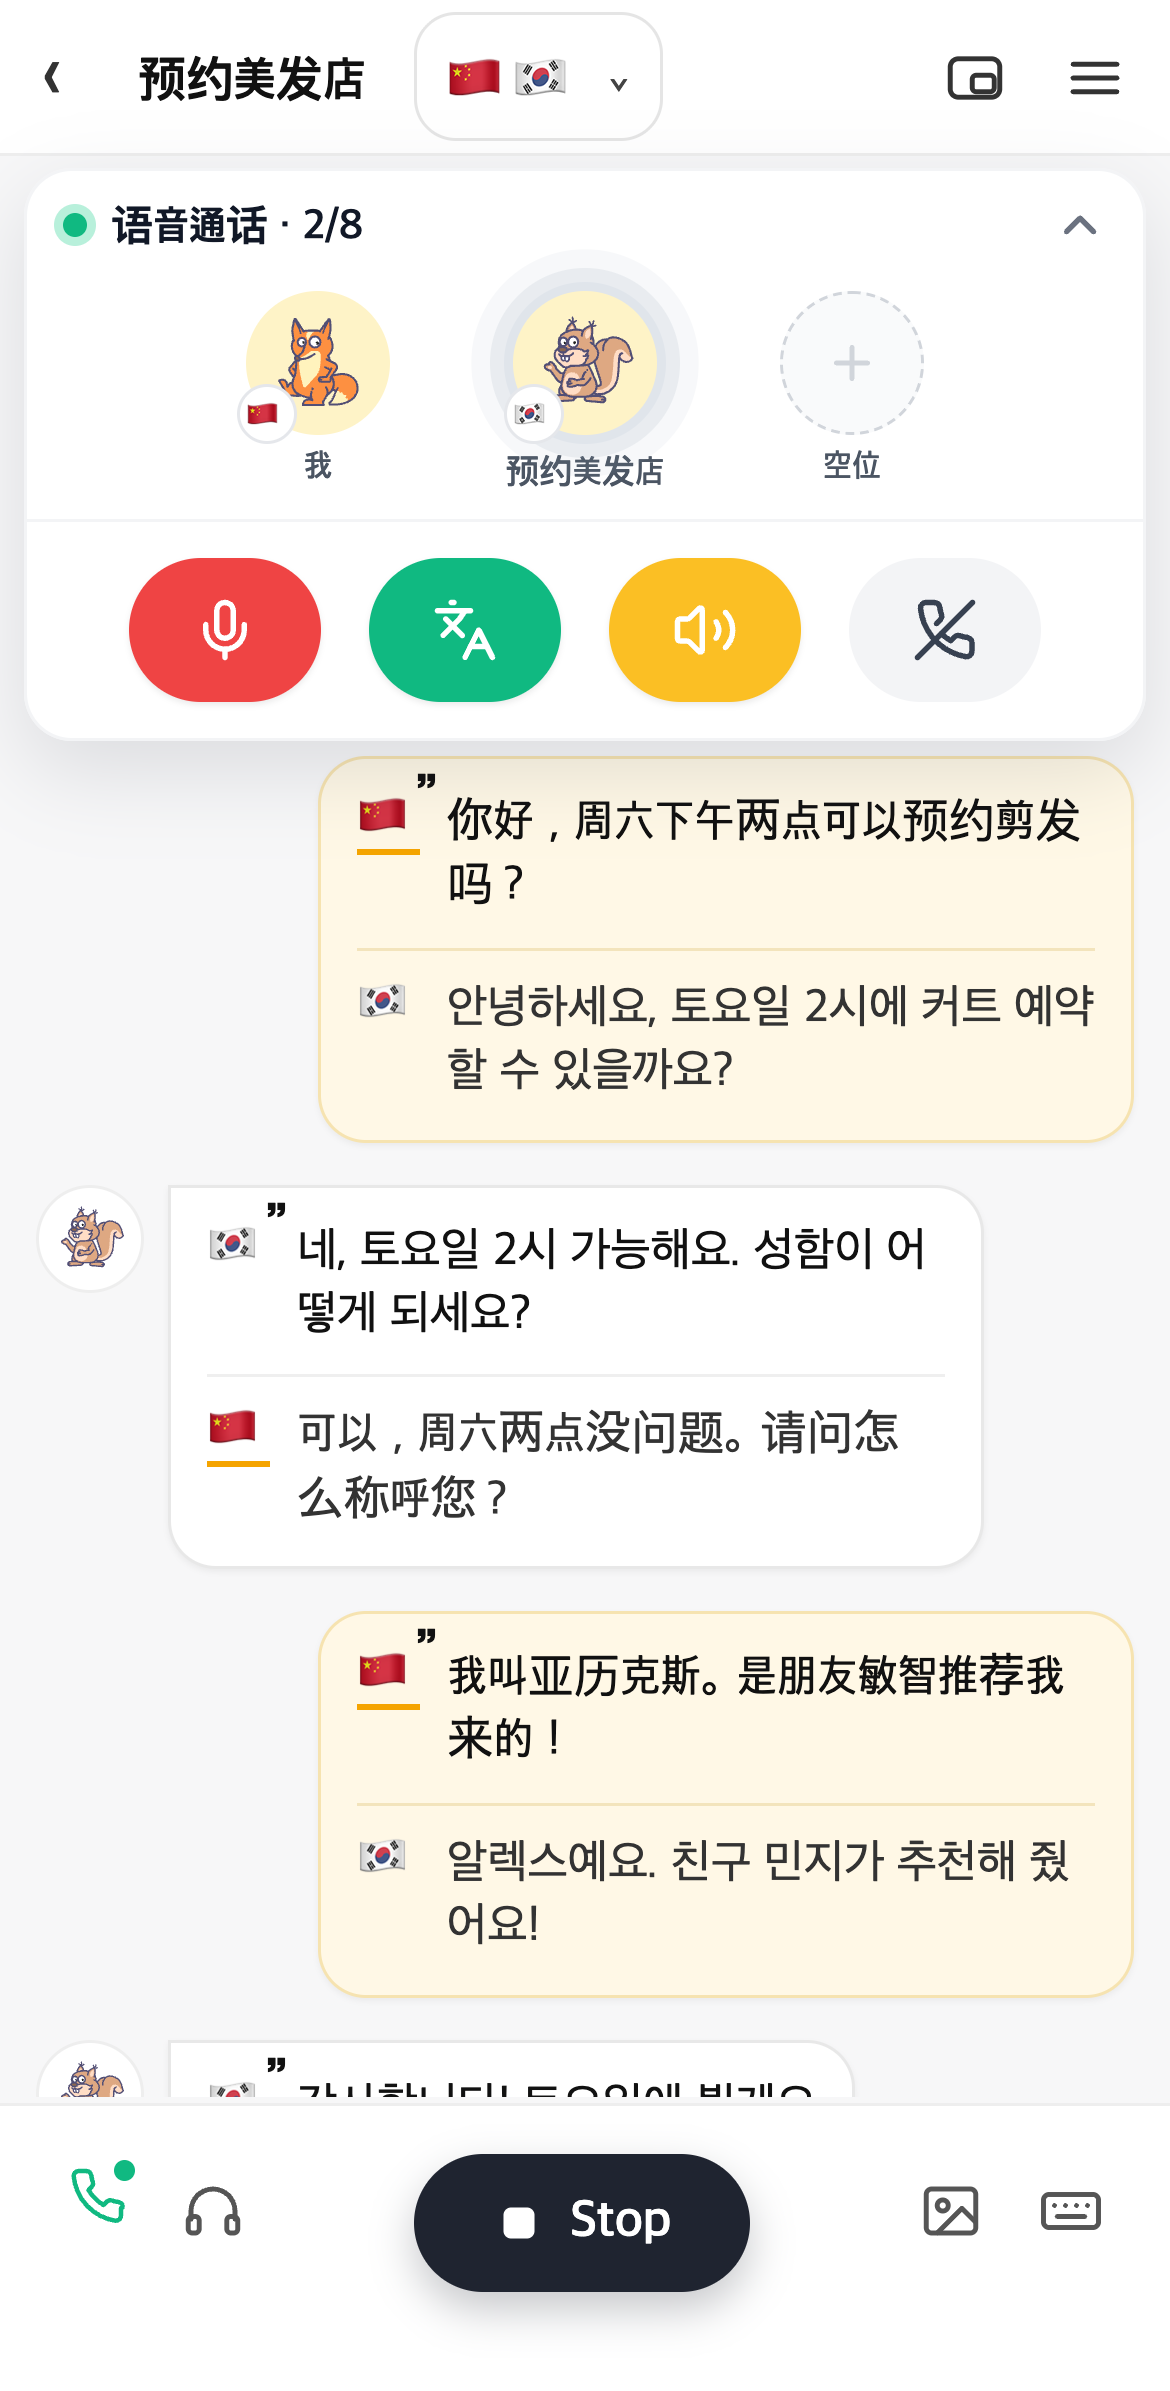 预约美发店
语音通话 · 2/8
我
预约美发店
空位
你好，周六下午两点可以预约剪发
吗？
안녕하세요, 토요일 2시에 커트 예약
할 수 있을까요?
네, 토요일 2시 가능해요. 성함이 어
떻게 되세요?
可以，周六两点没问题。请问怎
么称呼您？
我叫亚历克斯。是朋友敏智推荐我
来的！
알렉스예요. 친구 민지가 추천해 줬
어요!
Stop